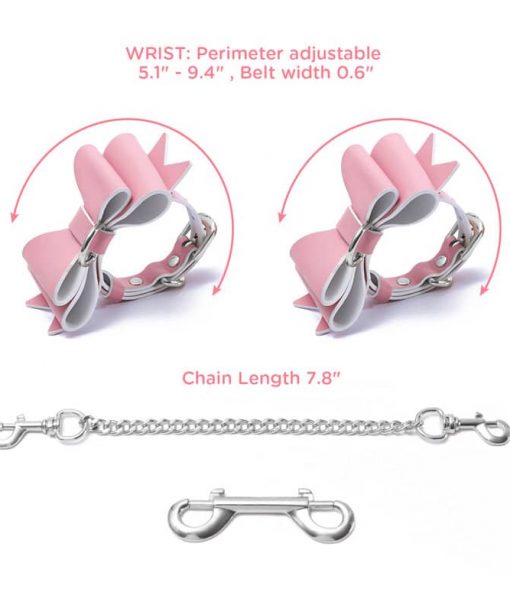 WRIST: Perimeter adjustable
5.1" - 9.4" , Belt width 0.6"
Chain Length 7.8"